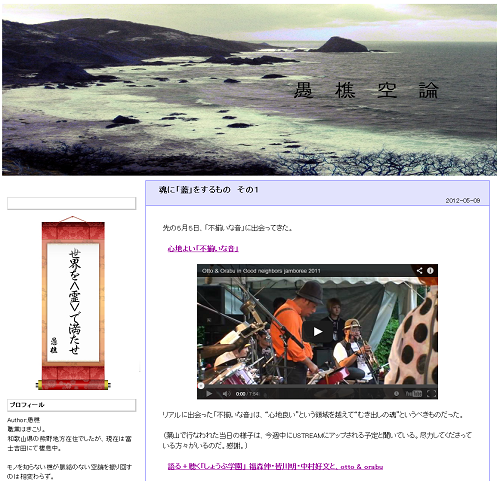 愚樵空論
魂に「蓋」をするもの その1
2012-05-09
先の5月5日、「不揃いな音」に出会ってきた。
心地よい「不揃いな音」
Otto & Orabu in Good neighbors jamboree 2011
0:00 / 7:54
YouTube
リアルに出会った「不揃いな音」は、“心地良い”という領域を越えて“むき出しの魂”というべきものだった。
(葉山で行なわれた当日の様子は、今週中にUSTREAMにアップされる予定と聞いている。尽力してくださって
いる方々がいるのだ。感謝。)
語る+聴く「しょうぶ学園」 福森伸・皆川明・中村好文と、otto & orabu
世界を<霊>で満たせ
愚樵
プロフィール
Author:愚樵
職業はきこり。
和歌山県の熊野地方在住でしたが、現在は富
士吉田にて棲息中。
モノを知らない樵が脈絡のない空論を振り回す
のは相変わらず。